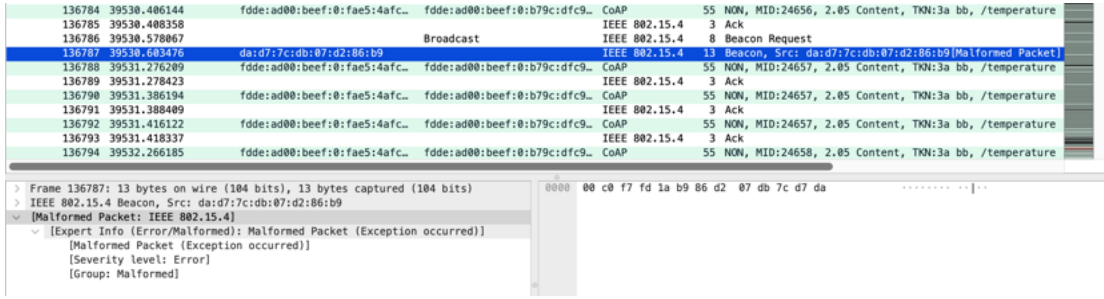 136784 39530.406144 fdde:ad00:beef:0:fae5:4afc… fdde:ad00:beef:0:b79c:dfc9… CoAP 55 NON, MID:24656, 2.05 Content, TKN:3a bb, /temperature
136785 39530.408358 IEEE 802.15.4 3 Ack
136786 39530.578067 Broadcast IEEE 802.15.4 8 Beacon Request
136787 39530.603476 da:d7:7c:db:07:d2:86:b9 IEEE 802.15.4 13 Beacon, Src: da:d7:7c:db:07:d2:86:b9[Malformed Packet]
136788 39531.276209 fdde:ad00:beef:0:fae5:4afc… fdde:ad00:beef:0:b79c:dfc9… CoAP 55 NON, MID:24657, 2.05 Content, TKN:3a bb, /temperature
136789 39531.278423 IEEE 802.15.4 3 Ack
136790 39531.386194 fdde:ad00:beef:0:fae5:4afc… fdde:ad00:beef:0:b79c:dfc9… CoAP 55 NON, MID:24657, 2.05 Content, TKN:3a bb, /temperature
136791 39531.388409 IEEE 802.15.4 3 Ack
136792 39531.416122 fdde:ad00:beef:0:fae5:4afc… fdde:ad00:beef:0:b79c:dfc9… CoAP 55 NON, MID:24657, 2.05 Content, TKN:3a bb, /temperature
136793 39531.418337 IEEE 802.15.4 3 Ack
136794 39532.266185 fdde:ad00:beef:0:fae5:4afc… fdde:ad00:beef:0:b79c:dfc9… CoAP 55 NON, MID:24658, 2.05 Content, TKN:3a bb, /temperature
Frame 136787: 13 bytes on wire (104 bits), 13 bytes captured (104 bits)
IEEE 802.15.4 Beacon, Src: da:d7:7c:db:07:d2:86:b9
[Malformed Packet: IEEE 802.15.4]
[Expert Info (Error/Malformed): Malformed Packet (Exception occurred)]
[Malformed Packet (Exception occurred)]
[Severity level: Error]
[Group: Malformed]
0000 00 c0 f7 fd 1a b9 86 d2 07 db 7c d7 da ········ ··|··